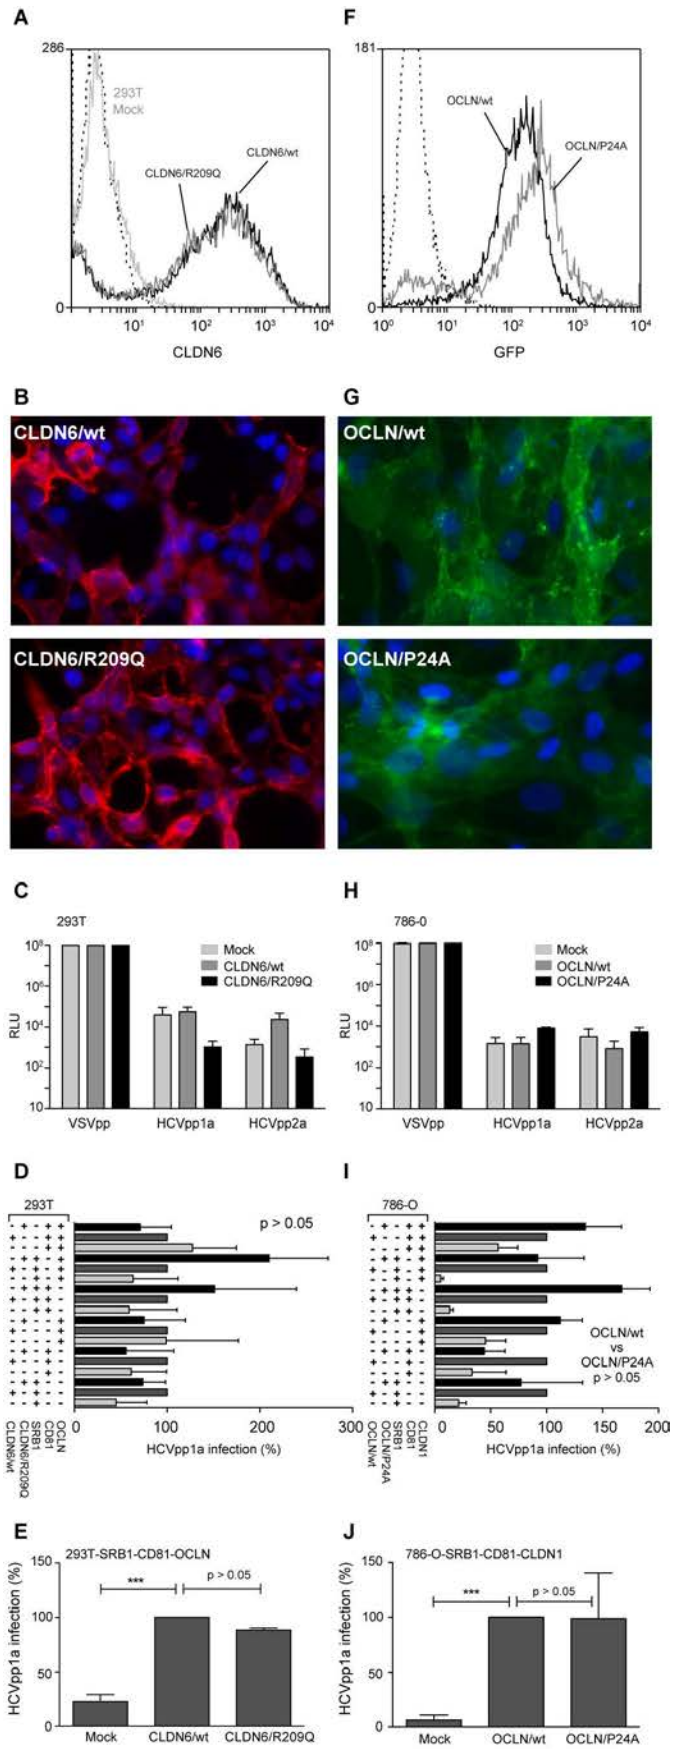 A
286
293T
Mock
CLDN6/wt
CLDN6/R209Q
0
10¹ 10² 10³ 10⁴
CLDN6
F
181
OCLN/wt
OCLN/P24A
0
10⁰ 10¹ 10² 10³ 10⁴
GFP
B
CLDN6/wt
CLDN6/R209Q
G
OCLN/wt
OCLN/P24A
C
293T
10⁸
10⁶
10⁴
10²
10
RLU
Mock
CLDN6/wt
CLDN6/R209Q
VSVpp HCVpp1a HCVpp2a
H
786-0
10⁸
10⁶
10⁴
10²
10
RLU
Mock
OCLN/wt
OCLN/P24A
VSVpp HCVpp1a HCVpp2a
D
293T
p > 0.05
0 100 200 300
HCVpp1a infection (%)
CLDN6/wt
CLDN6/R209Q
SRB1
CD81
OCLN
I
786-O
OCLN/wt
vs
OCLN/P24A
p > 0.05
0 50 100 150 200
HCVpp1a infection (%)
OCLN/wt
OCLN/P24A
SRB1
CD81
CLDN1
E
293T-SRB1-CD81-OCLN
HCVpp1a infection (%)
150
100
50
0
***
p > 0.05
Mock CLDN6/wt CLDN6/R209Q
J
786-O-SRB1-CD81-CLDN1
HCVpp1a infection (%)
150
100
50
0
***
p > 0.05
Mock OCLN/wt OCLN/P24A